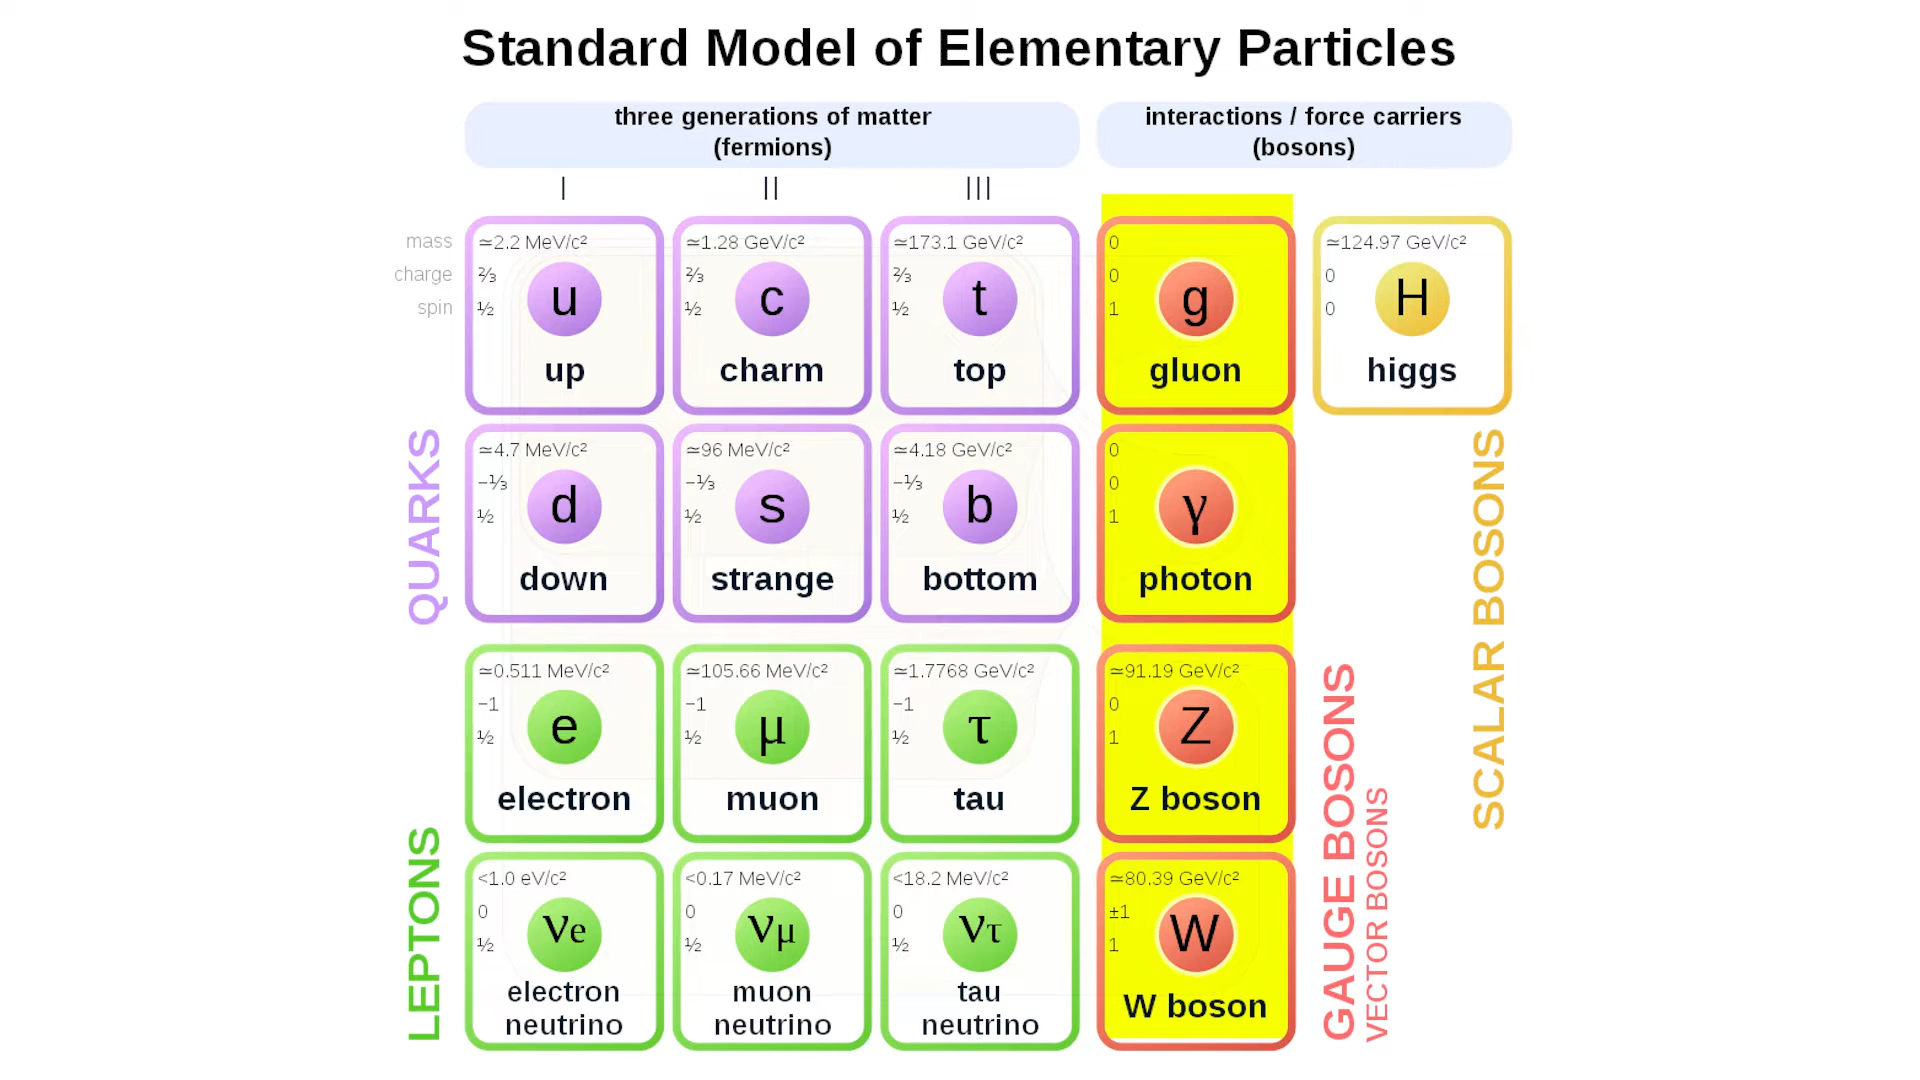 Standard Model of Elementary Particles
three generations of matter
(fermions)
interactions / force carriers
(bosons)
I
II
III
mass
charge
spin
≃2.2 MeV/c²
⅔
½
u
up
≃1.28 GeV/c²
⅔
½
c
charm
≃173.1 GeV/c²
⅔
½
t
top
0
0
1
g
gluon
≃124.97 GeV/c²
0
0
H
higgs
QUARKS
≃4.7 MeV/c²
−⅓
½
d
down
≃96 MeV/c²
−⅓
½
s
strange
≃4.18 GeV/c²
−⅓
½
b
bottom
0
0
1
γ
photon
SCALAR BOSONS
≃0.511 MeV/c²
−1
½
e
electron
≃105.66 MeV/c²
−1
½
μ
muon
≃1.7768 GeV/c²
−1
½
τ
tau
≃91.19 GeV/c²
0
1
Z
Z boson
GAUGE BOSONS
VECTOR BOSONS
LEPTONS
<1.0 eV/c²
0
½
νe
electron
neutrino
<0.17 MeV/c²
0
½
νμ
muon
neutrino
<18.2 MeV/c²
0
½
ντ
tau
neutrino
≃80.39 GeV/c²
±1
1
W
W boson